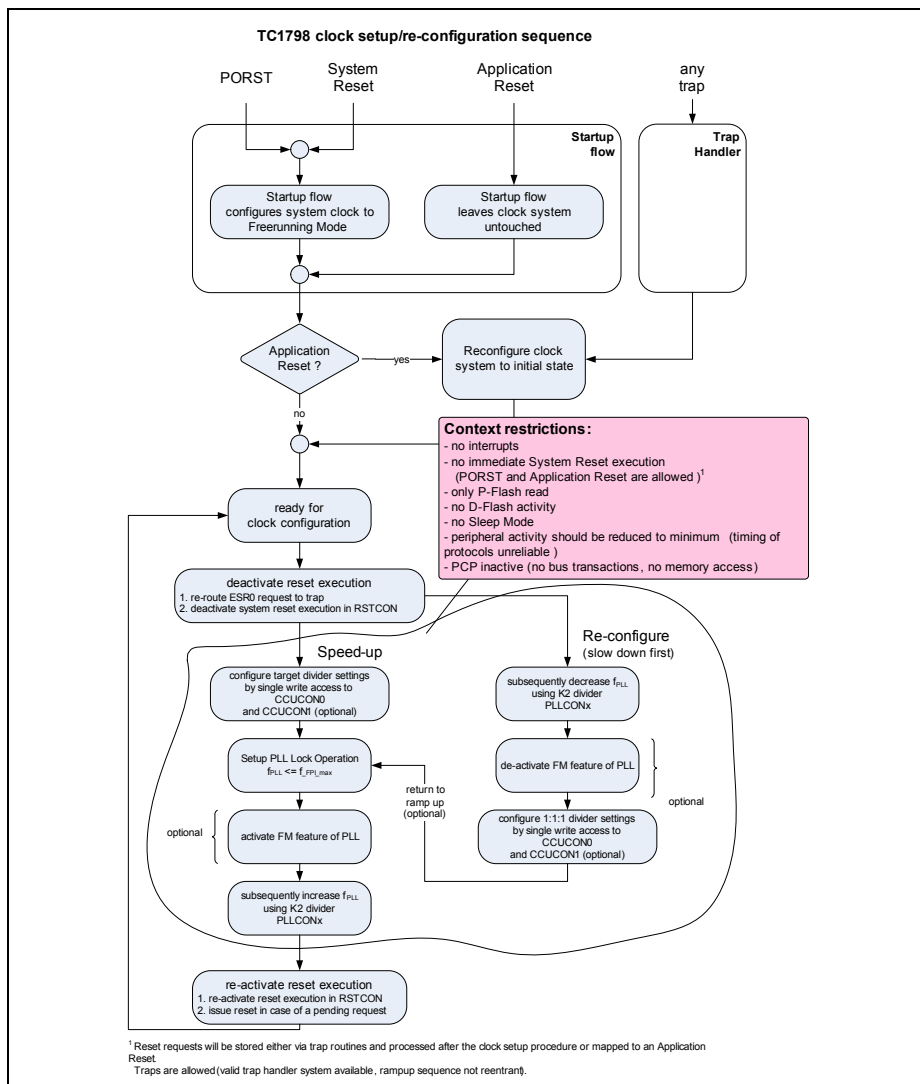 TC1798 clock setup/re-configuration sequence
PORST
System
Reset
Application
Reset
any
trap
Startup
flow
Trap
Handler
Startup flow
configures system clock to
Freerunning Mode
Startup flow
leaves clock system
untouched
Application
Reset ?
yes
Reconfigure clock
system to initial state
no
Context restrictions:
- no interrupts
- no immediate System Reset execution
(PORST and Application Reset are allowed )1
- only P-Flash read
- no D-Flash activity
- no Sleep Mode
- peripheral activity should be reduced to minimum (timing of
protocols unreliable )
- PCP inactive (no bus transactions, no memory access)
ready for
clock configuration
deactivate reset execution
1. re-route ESR0 request to trap
2. deactivate system reset execution in RSTCON
Speed-up
Re-configure
(slow down first)
configure target divider settings
by single write access to
CCUCON0
and CCUCON1 (optional)
subsequently decrease fPLL
using K2 divider
PLLCONx
Setup PLL Lock Operation
fPLL <= f_FPI_max
de-activate FM feature of PLL
return to
ramp up
(optional)
optional
optional
activate FM feature of PLL
configure 1:1:1 divider settings
by single write access to
CCUCON0
and CCUCON1 (optional)
subsequently increase fPLL
using K2 divider
PLLCONx
re-activate reset execution
1. re-activate reset execution in RSTCON
2. issue reset in case of a pending request
1 Reset requests will be stored either via trap routines and processed after the clock setup procedure or mapped to an Application
Reset.
Traps are allowed (valid trap handler system available, rampup sequence not reentrant).